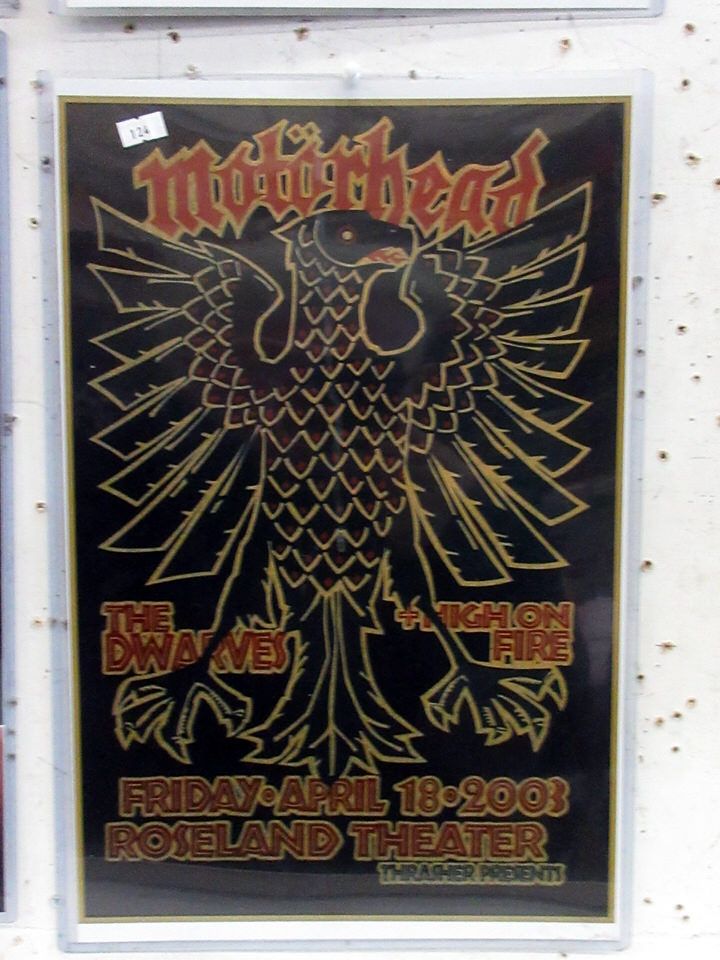 124
motörhead
THE DWARVES
+ HIGH ON FIRE
FRIDAY • APRIL 18 • 2003
ROSELAND THEATER
THRASHER PRESENTS